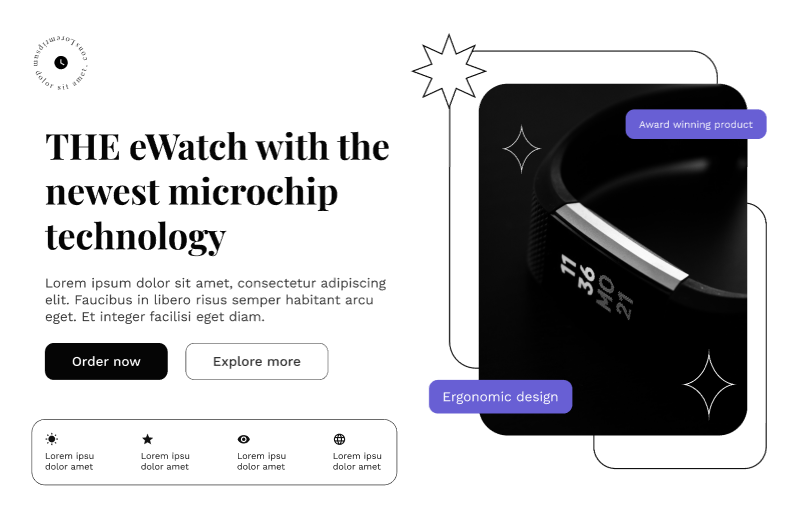 Lorem ipsum dolor sit amet, cons
THE eWatch with the
newest microchip
technology
Lorem ipsum dolor sit amet, consectetur adipiscing
elit. Faucibus in libero risus semper habitant arcu
eget. Et integer facilisi eget diam.
Order now
Explore more
Lorem ipsu
dolor amet
Lorem ipsu
dolor amet
Lorem ipsu
dolor amet
Lorem ipsu
dolor amet
Award winning product
11
36
MO
21
Ergonomic design